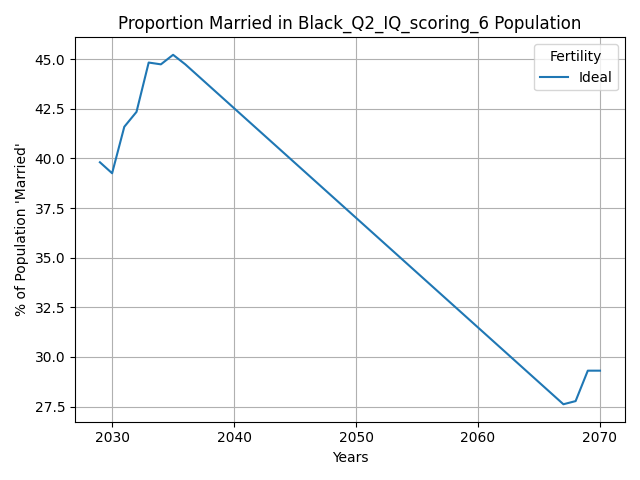 Proportion Married in Black_Q2_IQ_scoring_6 Population
Fertility
Ideal
% of Population 'Married'
45.0
42.5
40.0
37.5
35.0
32.5
30.0
27.5
2030 2040 2050 2060 2070
Years